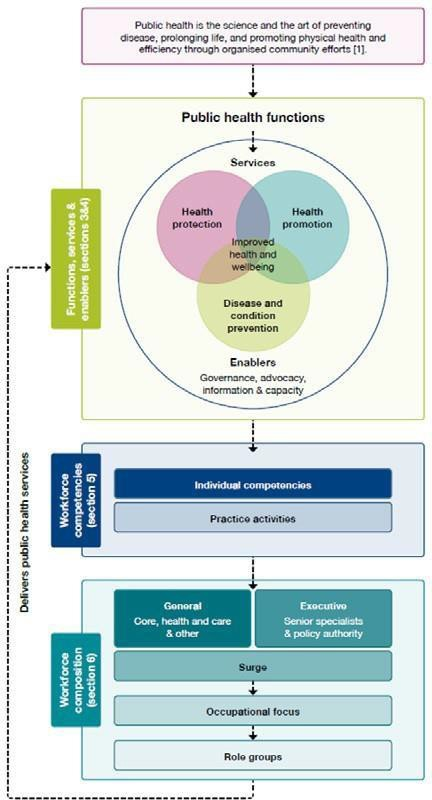 Public health is the science and the art of preventing
disease, prolonging life, and promoting physical health and
efficiency through organised community efforts [1].
Public health functions
Services
Health
protection
Health
promotion
Improved
health and
wellbeing
Disease and
condition
prevention
Enablers
Governance, advocacy,
information & capacity
Functions, services &
enablers (sections 3&4)
Workforce
competencies
(section 5)
Individual competencies
Practice activities
Delivers public health services
Workforce
composition
(section 6)
General
Core, health and care
& other
Executive
Senior specialists
& policy authority
Surge
Occupational focus
Role groups